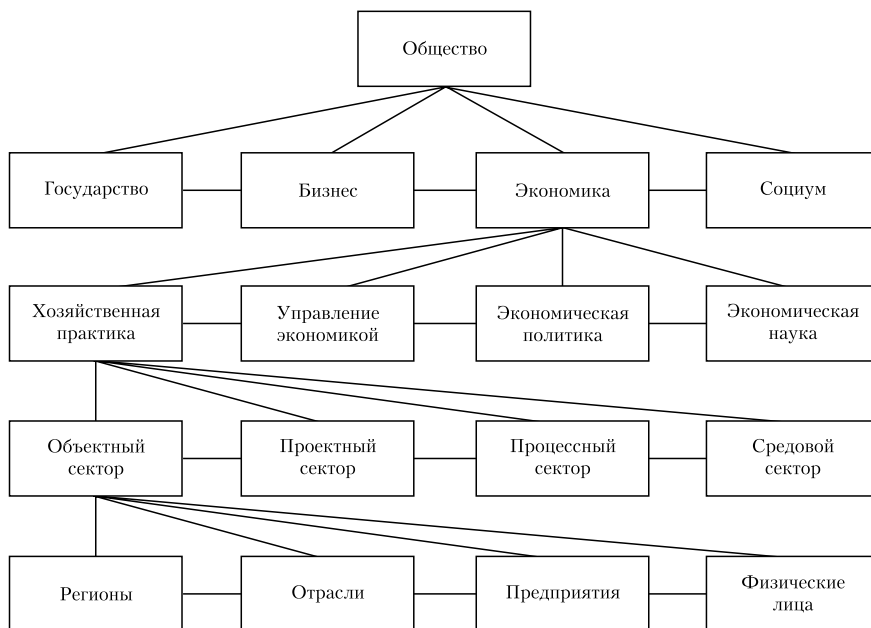 Общество
Государство
Бизнес
Экономика
Социум
Хозяйственная
практика
Управление
экономикой
Экономическая
политика
Экономическая
наука
Объектный
сектор
Проектный
сектор
Процессный
сектор
Средовой
сектор
Регионы
Отрасли
Предприятия
Физические
лица